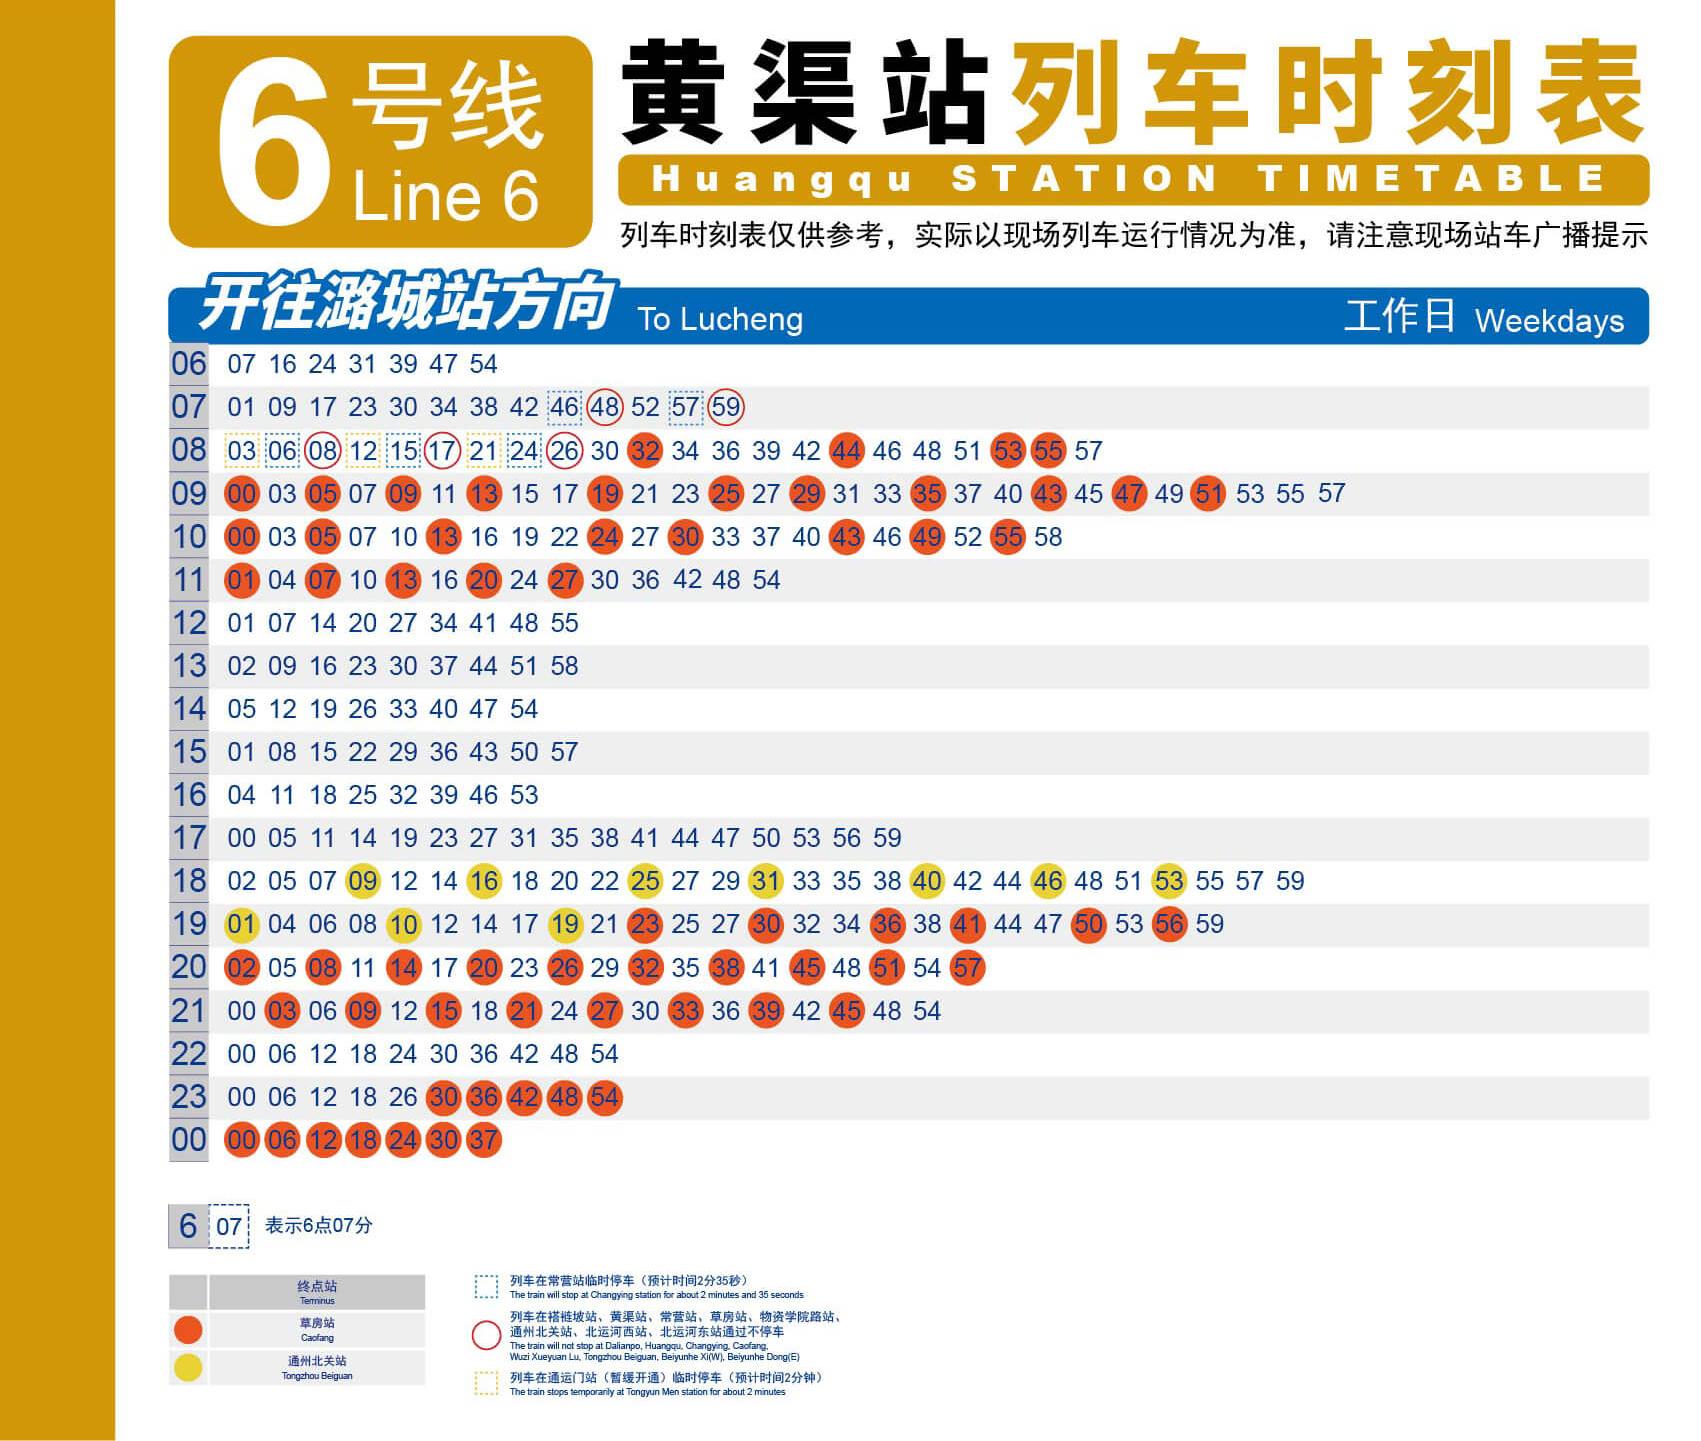 6号线
Line 6
黄渠站列车时刻表
Huangqu STATION TIMETABLE
列车时刻表仅供参考，实际以现场列车运行情况为准，请注意现场站车广播提示
开往潞城站方向 To Lucheng 工作日 Weekdays
06 07 16 24 31 39 47 54
07 01 09 17 23 30 34 38 42 46 48 52 57 59
08 03 06 08 12 15 17 21 24 26 30 32 34 36 39 42 44 46 48 51 53 55 57
09 00 03 05 07 09 11 13 15 17 19 21 23 25 27 29 31 33 35 37 40 43 45 47 49 51 53 55 57
10 00 03 05 07 10 13 16 19 22 24 27 30 33 37 40 43 46 49 52 55 58
11 01 04 07 10 13 16 20 24 27 30 36 42 48 54
12 01 07 14 20 27 34 41 48 55
13 02 09 16 23 30 37 44 51 58
14 05 12 19 26 33 40 47 54
15 01 08 15 22 29 36 43 50 57
16 04 11 18 25 32 39 46 53
17 00 05 11 14 19 23 27 31 35 38 41 44 47 50 53 56 59
18 02 05 07 09 12 14 16 18 20 22 25 27 29 31 33 35 38 40 42 44 46 48 51 53 55 57 59
19 01 04 06 08 10 12 14 17 19 21 23 25 27 30 32 34 36 38 41 44 47 50 53 56 59
20 02 05 08 11 14 17 20 23 26 29 32 35 38 41 45 48 51 54 57
21 00 03 06 09 12 15 18 21 24 27 30 33 36 39 42 45 48 54
22 00 06 12 18 24 30 36 42 48 54
23 00 06 12 18 26 30 36 42 48 54
00 00 06 12 18 24 30 37
6 07 表示6点07分
终点站
Terminus
草房站
Caofang
通州北关站
Tongzhou Beiguan
列车在常营站临时停车（预计时间2分35秒）
The train will stop at Changying station for about 2 minutes and 35 seconds
列车在褡裢坡站、黄渠站、常营站、草房站、物资学院路站、
通州北关站、北运河西站、北运河东站通过不停车
The train will not stop at Dalianpo, Huangqu, Changying, Caofang,
Wuzi Xueyuan Lu, Tongzhou Beiguan, Beiyunhe Xi(W), Beiyunhe Dong(E)
列车在通运门站（暂缓开通）临时停车（预计时间2分钟）
The train stops temporarily at Tongyun Men station for about 2 minutes